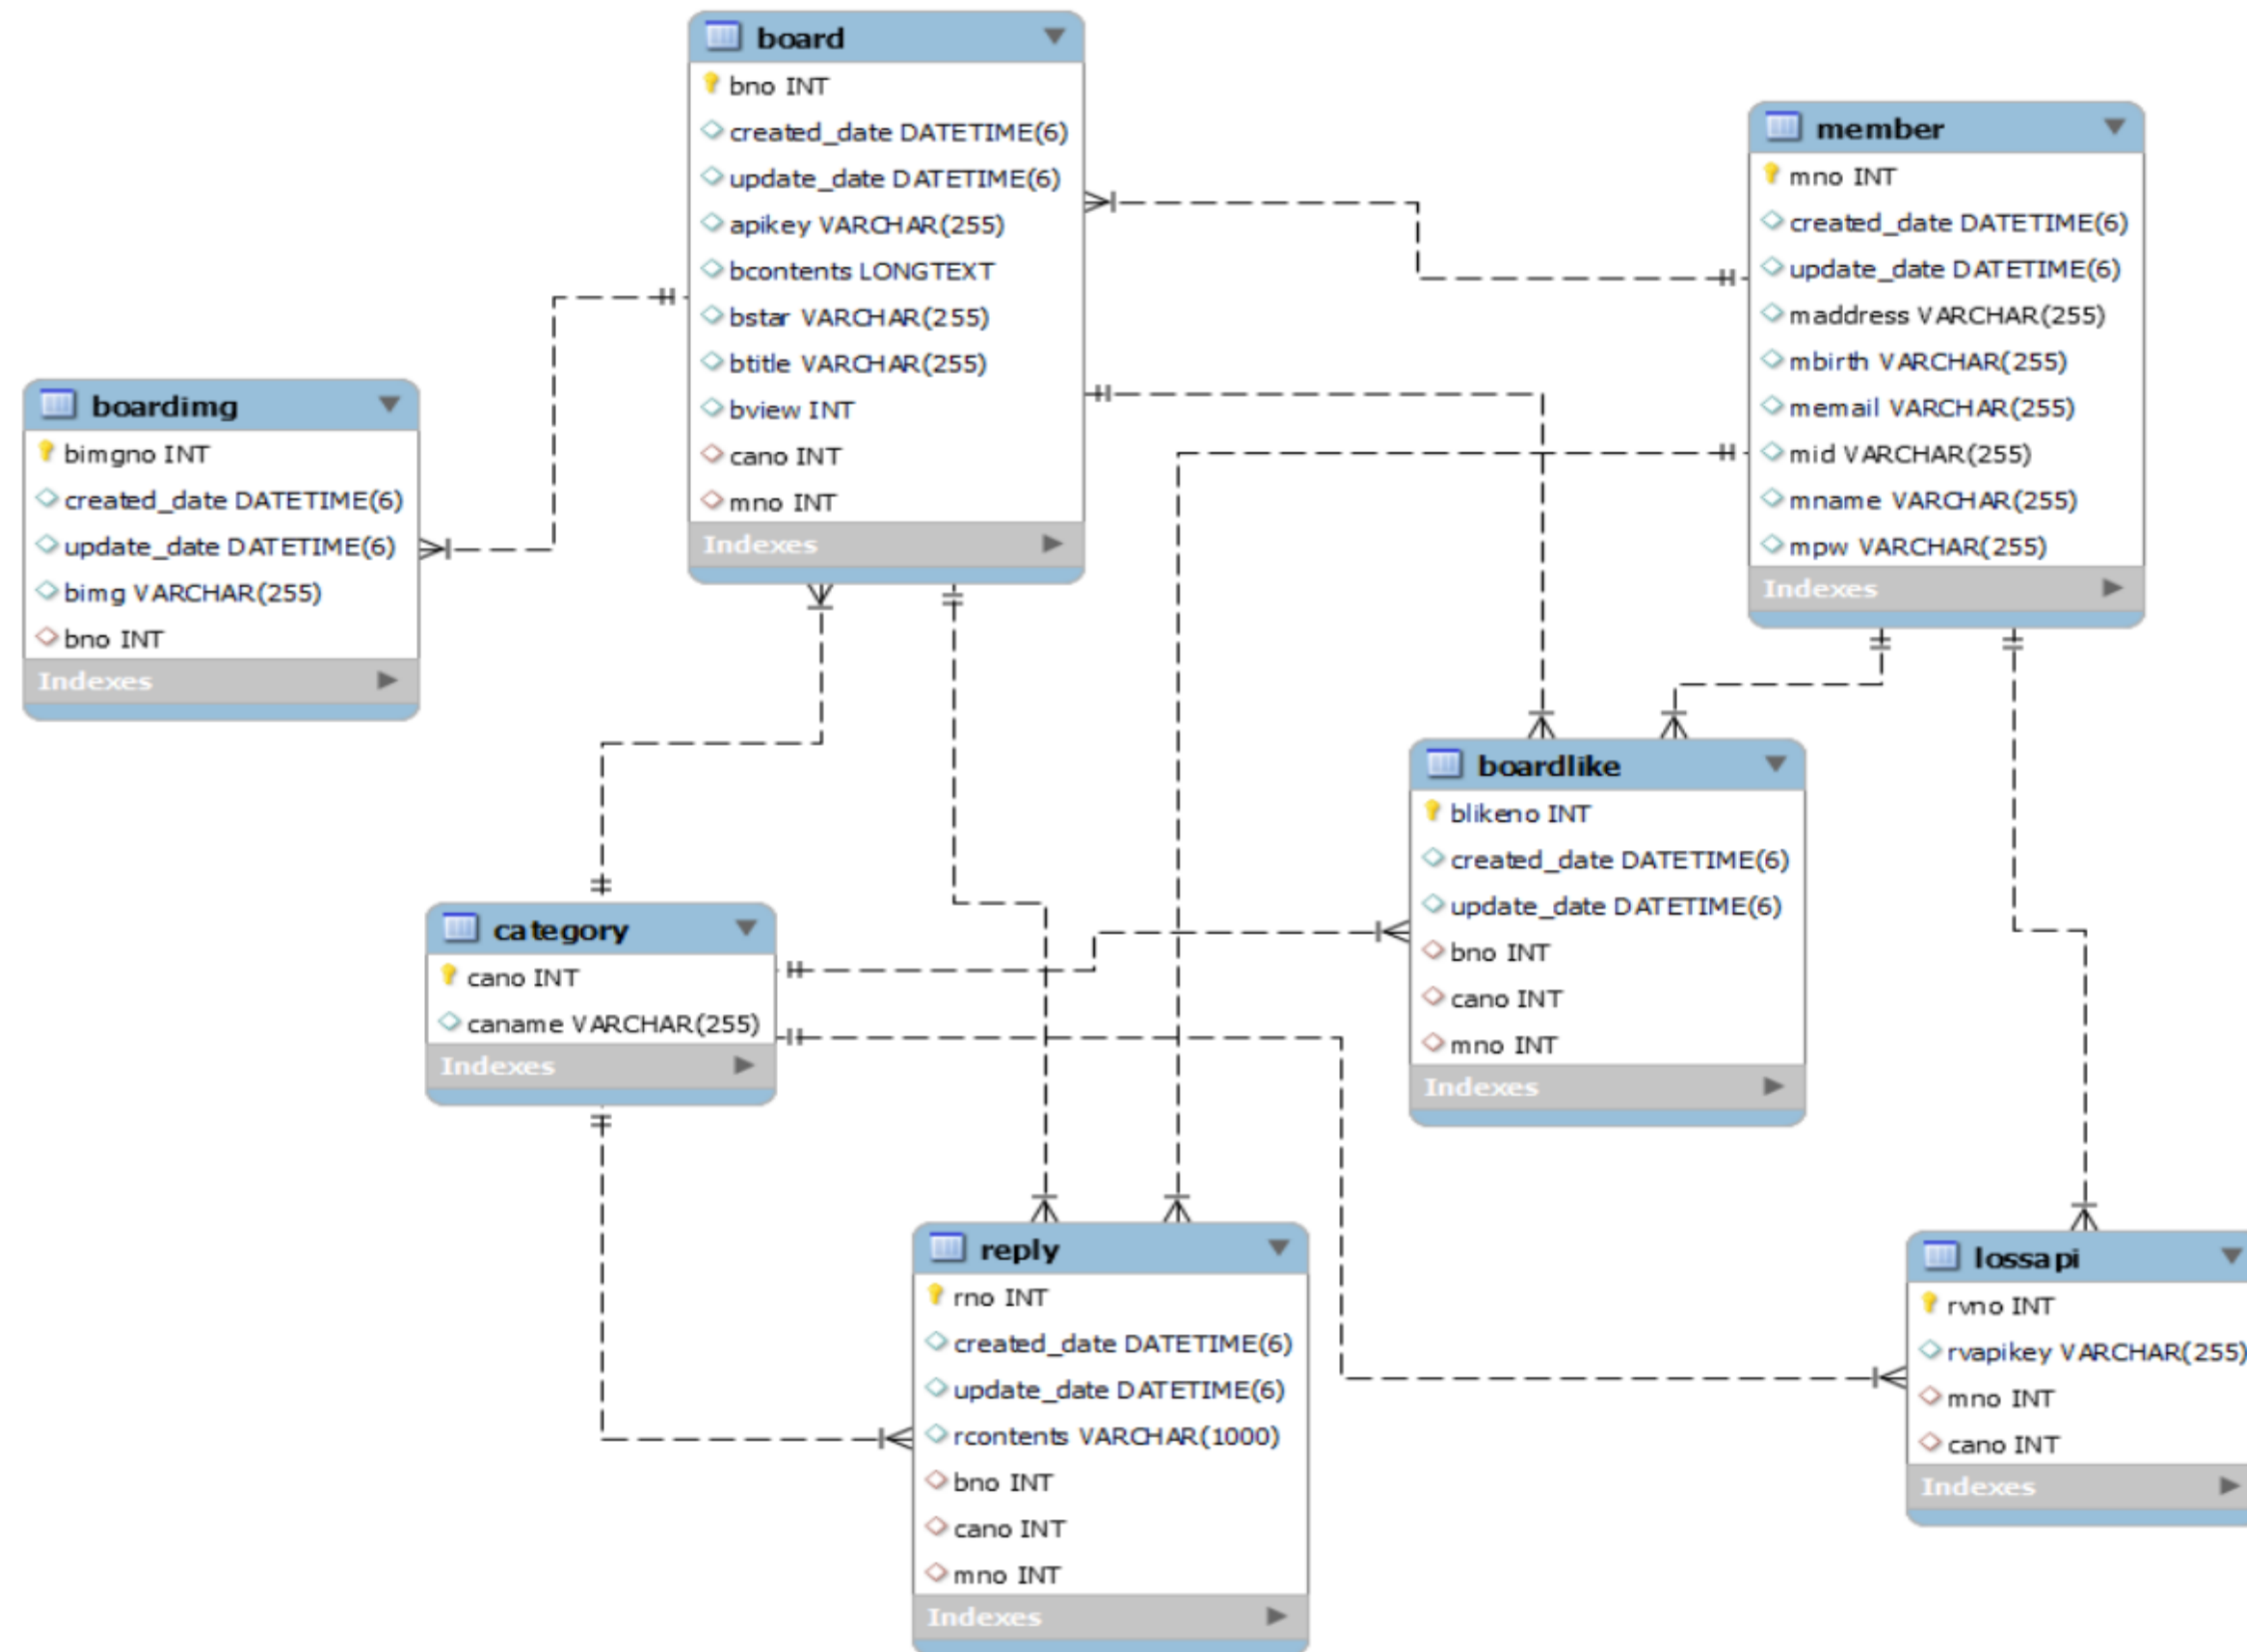 board
bno INT
created_date DATETIME(6)
update_date DATETIME(6)
apikey VARCHAR(255)
bcontents LONGTEXT
bstar VARCHAR(255)
btitle VARCHAR(255)
bview INT
cano INT
mno INT
Indexes
member
mno INT
created_date DATETIME(6)
update_date DATETIME(6)
maddress VARCHAR(255)
mbirth VARCHAR(255)
memail VARCHAR(255)
mid VARCHAR(255)
mname VARCHAR(255)
mpw VARCHAR(255)
Indexes
boardimg
bimgno INT
created_date DATETIME(6)
update_date DATETIME(6)
bimg VARCHAR(255)
bno INT
Indexes
boardlike
blikeno INT
created_date DATETIME(6)
update_date DATETIME(6)
bno INT
cano INT
mno INT
Indexes
category
cano INT
caname VARCHAR(255)
Indexes
reply
rno INT
created_date DATETIME(6)
update_date DATETIME(6)
rcontents VARCHAR(1000)
bno INT
cano INT
mno INT
Indexes
lossapi
rvno INT
rvapikey VARCHAR(255)
mno INT
cano INT
Indexes